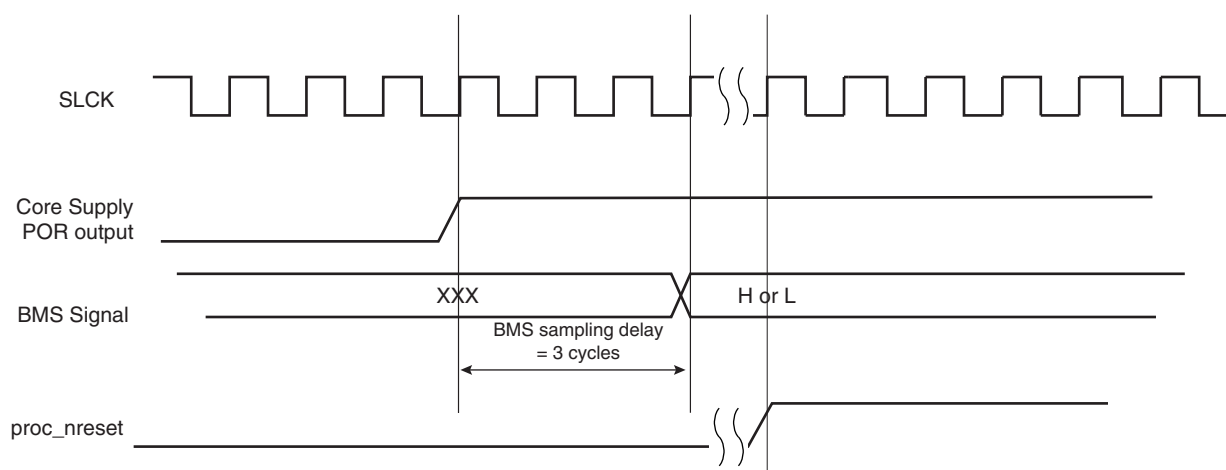 SLCK
Core Supply
POR output
BMS Signal
XXX
H or L
BMS sampling delay
= 3 cycles
proc_nreset